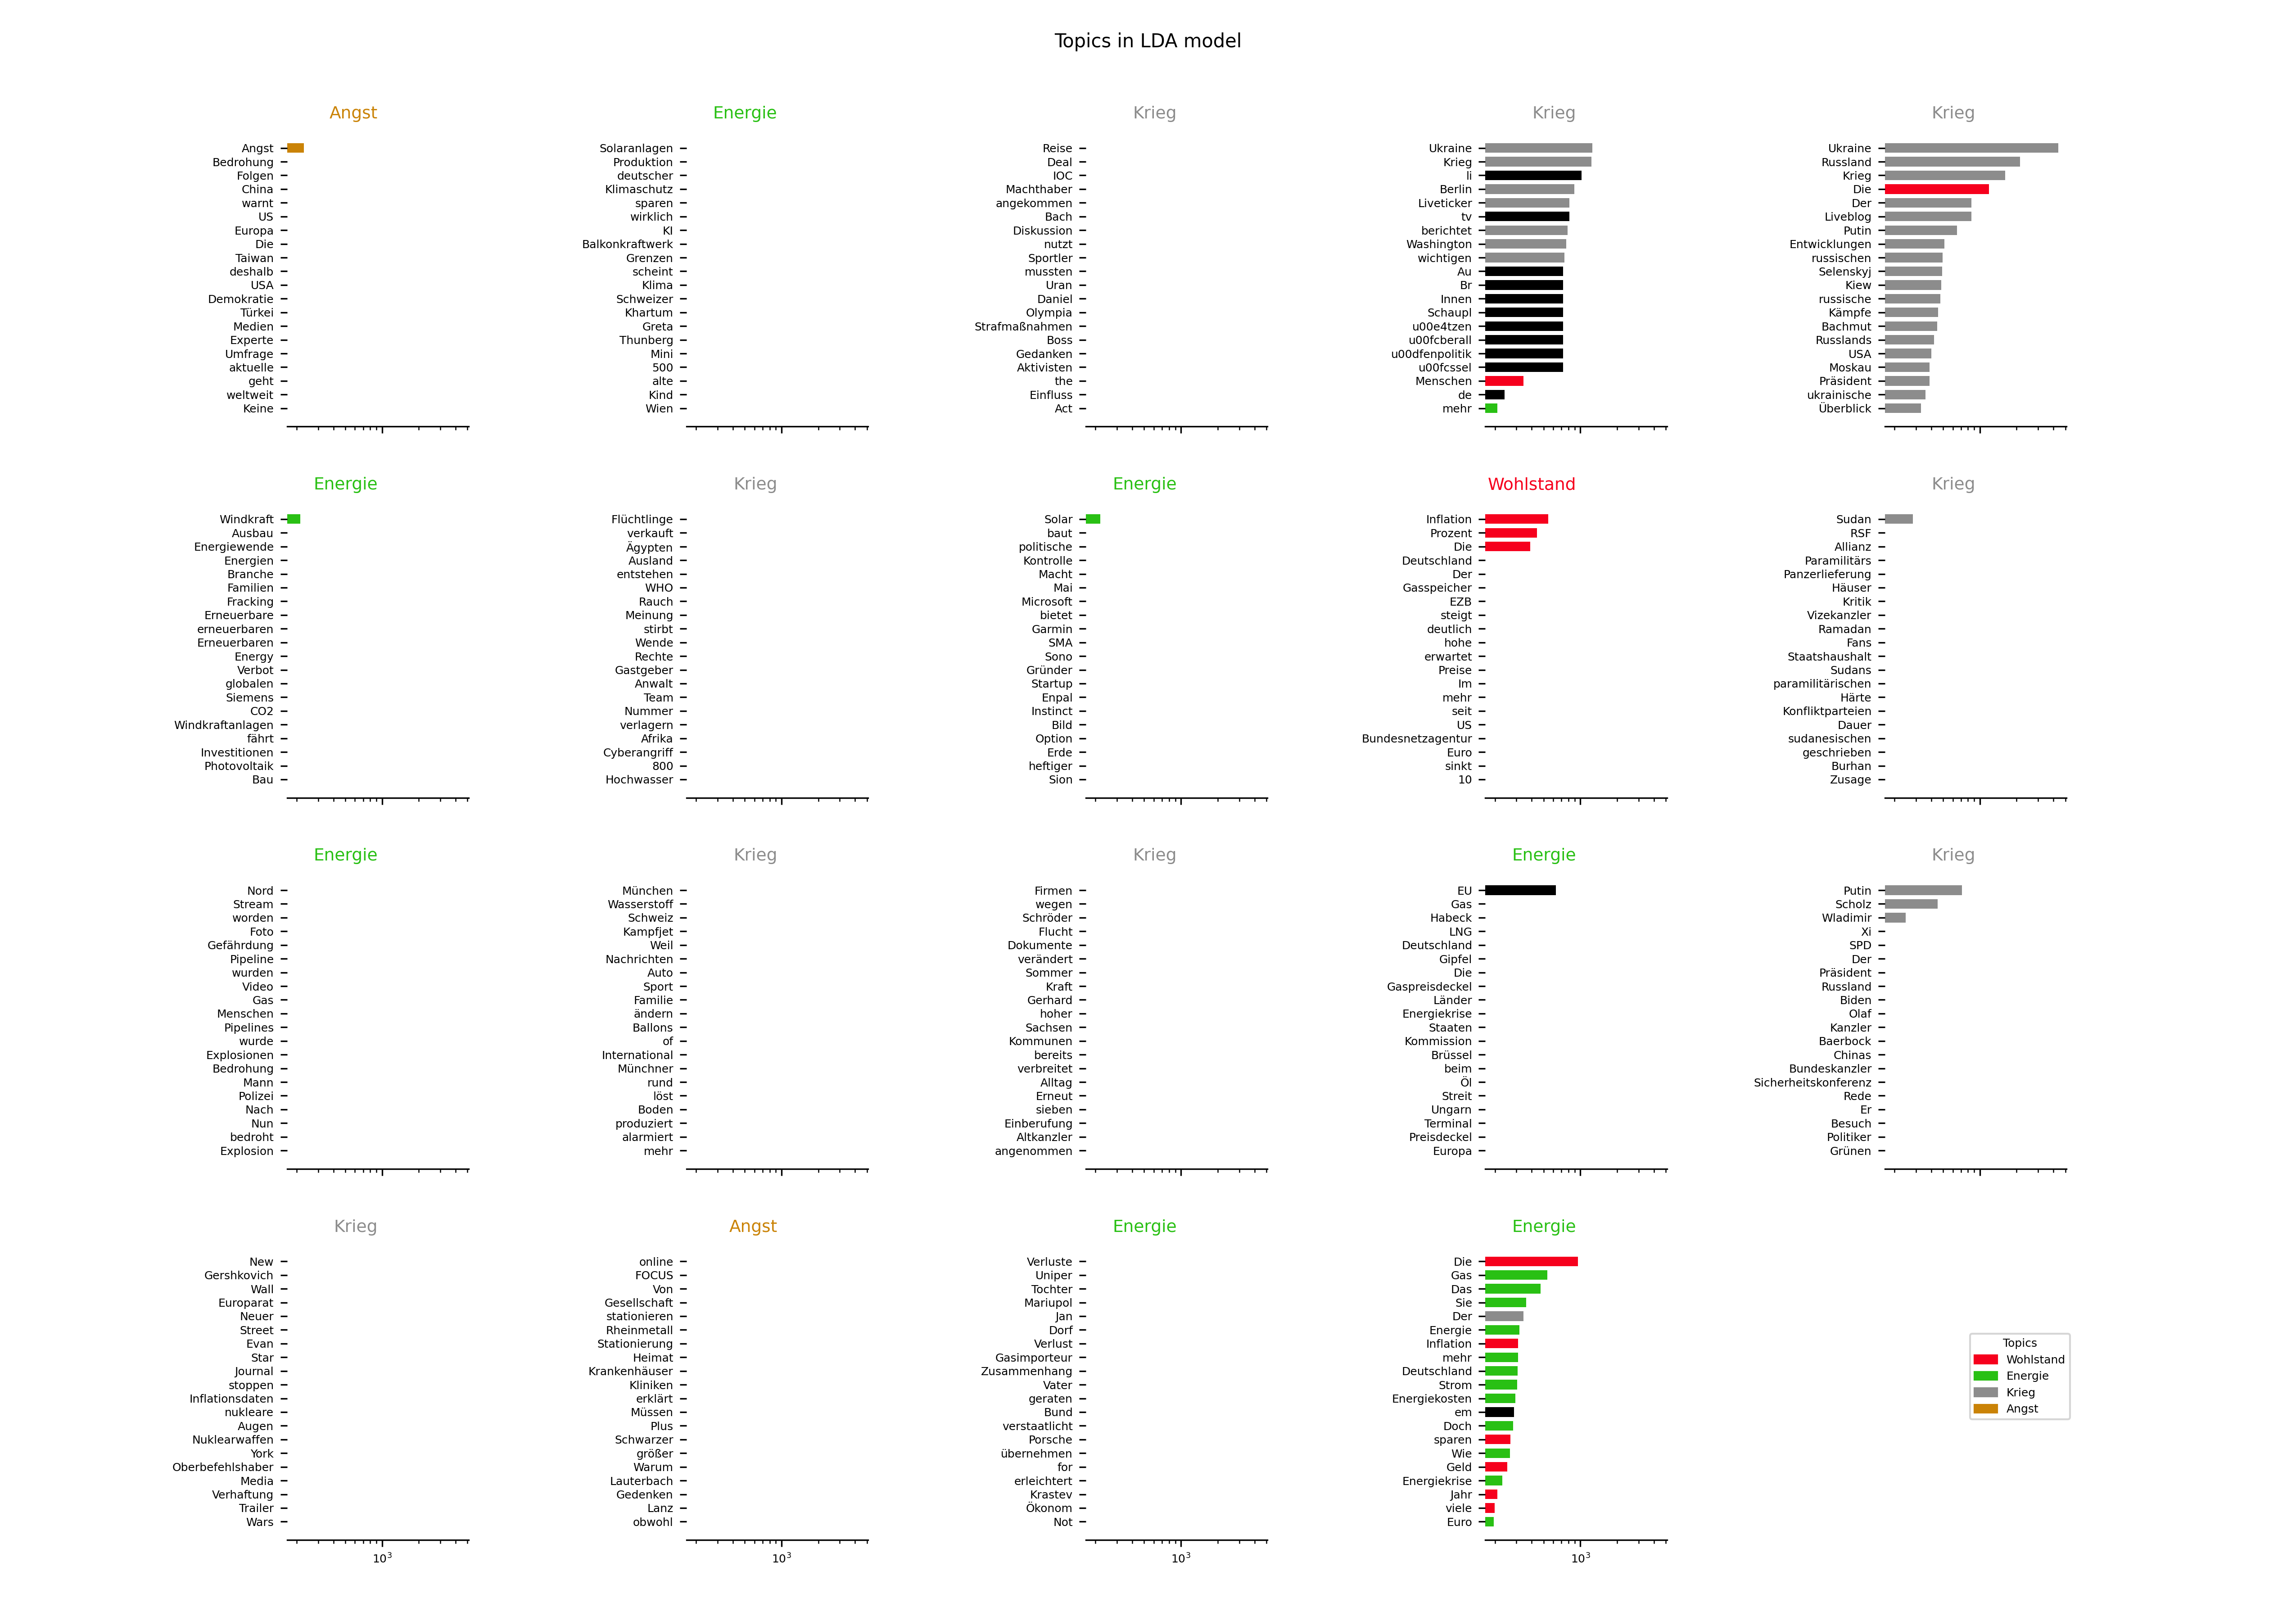 Topics in LDA model
Angst
Angst
Bedrohung
Folgen
China
warnt
US
Europa
Die
Taiwan
deshalb
USA
Demokratie
Türkei
Medien
Experte
Umfrage
aktuelle
geht
weltweit
Keine
Energie
Solaranlagen
Produktion
deutscher
Klimaschutz
sparen
wirklich
KI
Balkonkraftwerk
Grenzen
scheint
Klima
Schweizer
Khartum
Greta
Thunberg
Mini
500
alte
Kind
Wien
Krieg
Reise
Deal
IOC
Machthaber
angekommen
Bach
Diskussion
nutzt
Sportler
mussten
Uran
Daniel
Olympia
Strafmaßnahmen
Boss
Gedanken
Aktivisten
the
Einfluss
Act
Krieg
Ukraine
Krieg
li
Berlin
Liveticker
tv
berichtet
Washington
wichtigen
Au
Br
Innen
Schaupl
u00e4tzen
u00fcberall
u00dfenpolitik
u00fcssel
Menschen
de
mehr
Krieg
Ukraine
Russland
Krieg
Die
Der
Liveblog
Putin
Entwicklungen
russischen
Selenskyj
Kiew
russische
Kämpfe
Bachmut
Russlands
USA
Moskau
Präsident
ukrainische
Überblick
Energie
Windkraft
Ausbau
Energiewende
Energien
Branche
Familien
Fracking
Erneuerbare
erneuerbaren
Erneuerbaren
Energy
Verbot
globalen
Siemens
CO2
Windkraftanlagen
fährt
Investitionen
Photovoltaik
Bau
Krieg
Flüchtlinge
verkauft
Ägypten
Ausland
entstehen
WHO
Rauch
Meinung
stirbt
Wende
Rechte
Gastgeber
Anwalt
Team
Nummer
verlagern
Afrika
Cyberangriff
800
Hochwasser
Energie
Solar
baut
politische
Kontrolle
Macht
Mai
Microsoft
bietet
Garmin
SMA
Sono
Gründer
Startup
Enpal
Instinct
Bild
Option
Erde
heftiger
Sion
Wohlstand
Inflation
Prozent
Die
Deutschland
Der
Gasspeicher
EZB
steigt
deutlich
hohe
erwartet
Preise
Im
mehr
seit
US
Bundesnetzagentur
Euro
sinkt
10
Krieg
Sudan
RSF
Allianz
Paramilitärs
Panzerlieferung
Häuser
Kritik
Vizekanzler
Ramadan
Fans
Staatshaushalt
Sudans
paramilitärischen
Härte
Konfliktparteien
Dauer
sudanesischen
geschrieben
Burhan
Zusage
Energie
Nord
Stream
worden
Foto
Gefährdung
Pipeline
wurden
Video
Gas
Menschen
Pipelines
wurde
Explosionen
Bedrohung
Mann
Polizei
Nach
Nun
bedroht
Explosion
Krieg
München
Wasserstoff
Schweiz
Kampfjet
Weil
Nachrichten
Auto
Sport
Familie
ändern
Ballons
of
International
Münchner
rund
löst
Boden
produziert
alarmiert
mehr
Krieg
Firmen
wegen
Schröder
Flucht
Dokumente
verändert
Sommer
Kraft
Gerhard
hoher
Sachsen
Kommunen
bereits
verbreitet
Alltag
Erneut
sieben
Einberufung
Altkanzler
angenommen
Energie
EU
Gas
Habeck
LNG
Deutschland
Gipfel
Die
Gaspreisdeckel
Länder
Energiekrise
Staaten
Kommission
Brüssel
beim
Öl
Streit
Ungarn
Terminal
Preisdeckel
Europa
Krieg
Putin
Scholz
Wladimir
Xi
SPD
Der
Präsident
Russland
Biden
Olaf
Kanzler
Baerbock
Chinas
Bundeskanzler
Sicherheitskonferenz
Rede
Er
Besuch
Politiker
Grünen
Krieg
New
Gershkovich
Wall
Europarat
Neuer
Street
Evan
Star
Journal
stoppen
Inflationsdaten
nukleare
Augen
Nuklearwaffen
York
Oberbefehlshaber
Media
Verhaftung
Trailer
Wars
10³
Angst
online
FOCUS
Von
Gesellschaft
stationieren
Rheinmetall
Stationierung
Heimat
Krankenhäuser
Kliniken
erklärt
Müssen
Plus
Schwarzer
größer
Warum
Lauterbach
Gedenken
Lanz
obwohl
10³
Energie
Verluste
Uniper
Tochter
Mariupol
Jan
Dorf
Verlust
Gasimporteur
Zusammenhang
Vater
geraten
Bund
verstaatlicht
Porsche
übernehmen
for
erleichtert
Krastev
Ökonom
Not
10³
Energie
Die
Gas
Das
Sie
Der
Energie
Inflation
mehr
Deutschland
Strom
Energiekosten
em
Doch
sparen
Wie
Geld
Energiekrise
Jahr
viele
Euro
10³
Topics
Wohlstand
Energie
Krieg
Angst